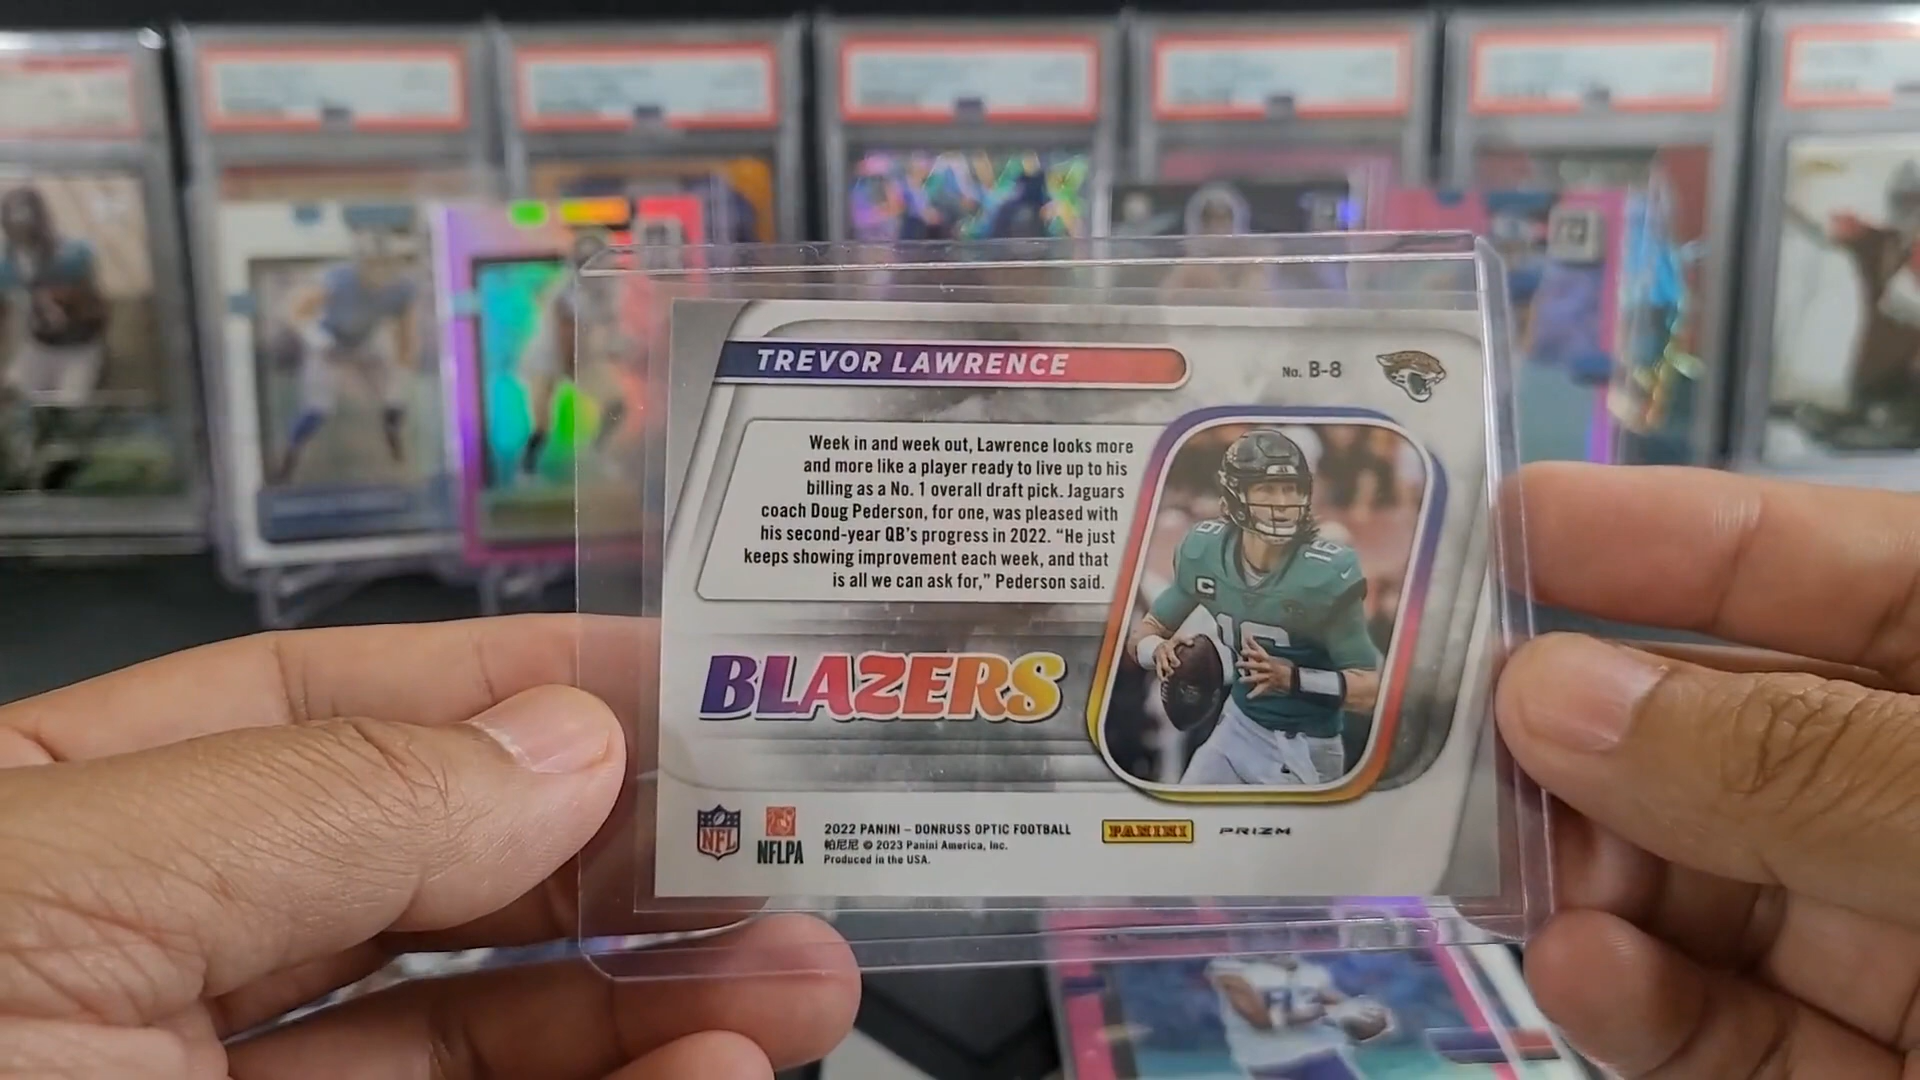 TREVOR LAWRENCE
No. B-8
Week in and week out, Lawrence looks more
and more like a player ready to live up to his
billing as a No. 1 overall draft pick. Jaguars
coach Doug Pederson, for one, was pleased with
his second-year QB's progress in 2022. “He just
keeps showing improvement each week, and that
is all we can ask for,” Pederson said.
16
16
C
16
BLAZERS
NFL
NFLPA
2022 PANINI – DONRUSS OPTIC FOOTBALL
帕尼尼 © 2023 Panini America, Inc.
Produced in the USA.
PANINI
PRIZM